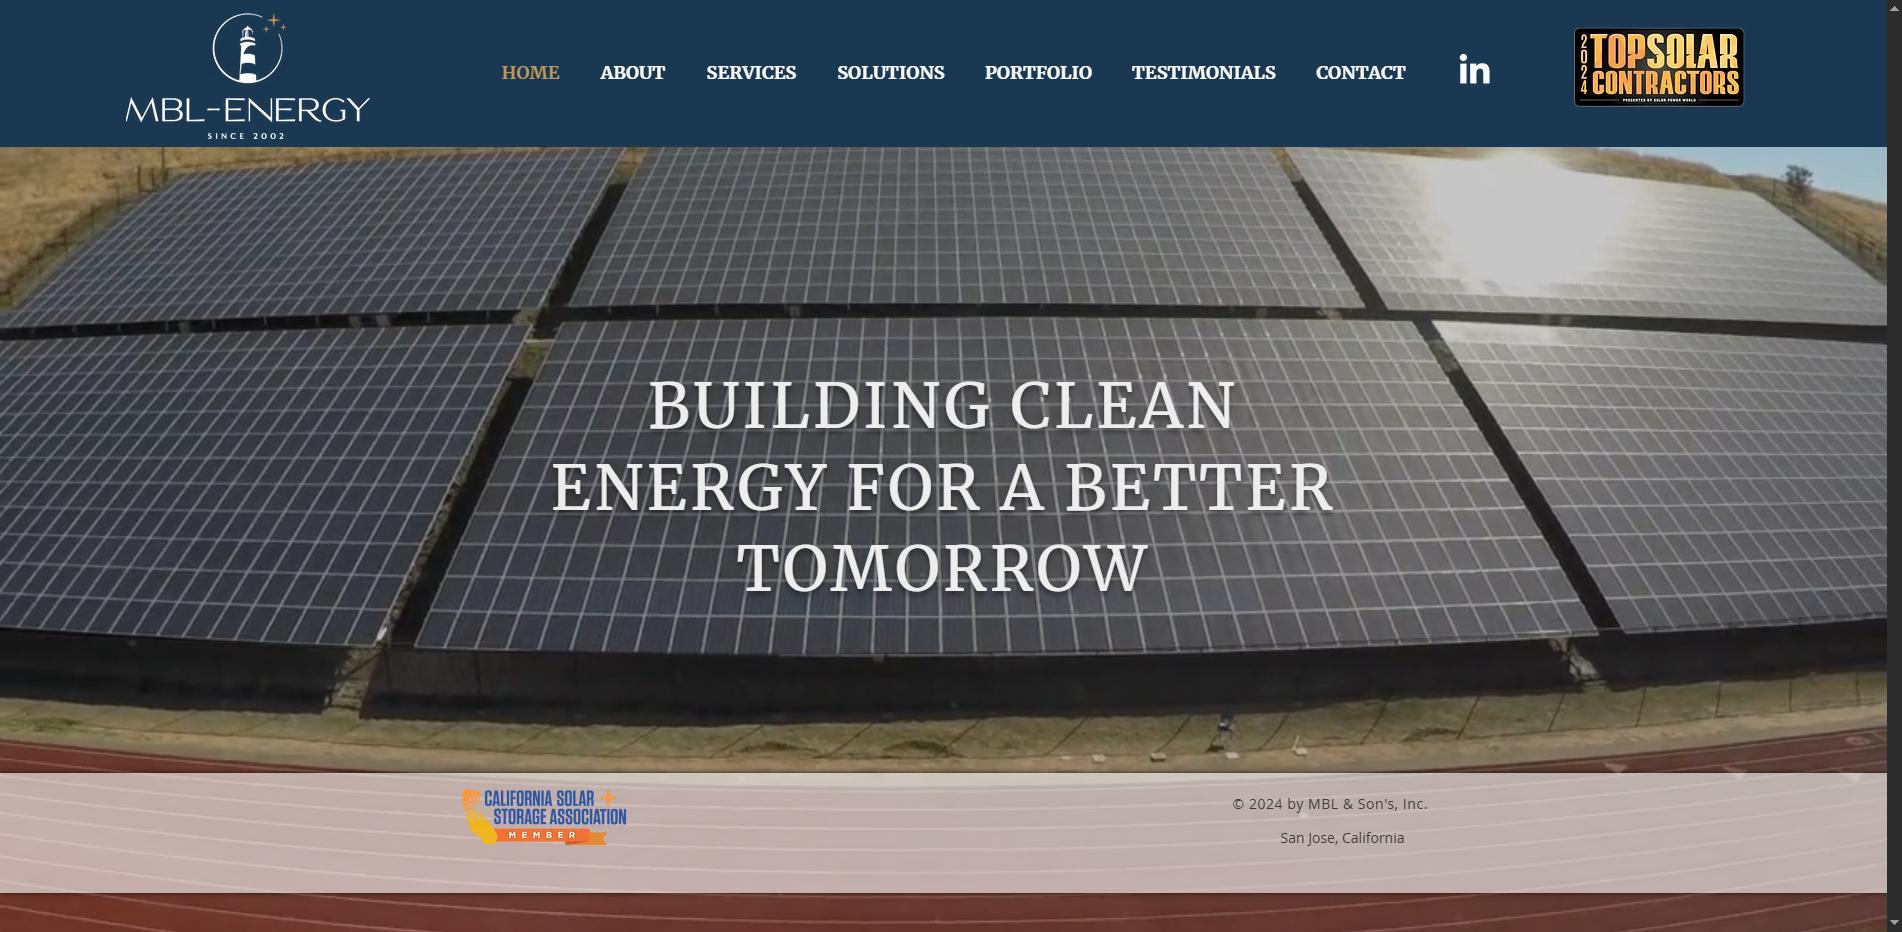 MBL-ENERGY
SINCE 2002
HOME
ABOUT
SERVICES
SOLUTIONS
PORTFOLIO
TESTIMONIALS
CONTACT
in
2024
TOP SOLAR
CONTRACTORS
PRESENTED BY SOLAR POWER WORLD
BUILDING CLEAN
ENERGY FOR A BETTER
TOMORROW
CALIFORNIA SOLAR +
STORAGE ASSOCIATION
MEMBER
© 2024 by MBL & Son's, Inc.
San Jose, California